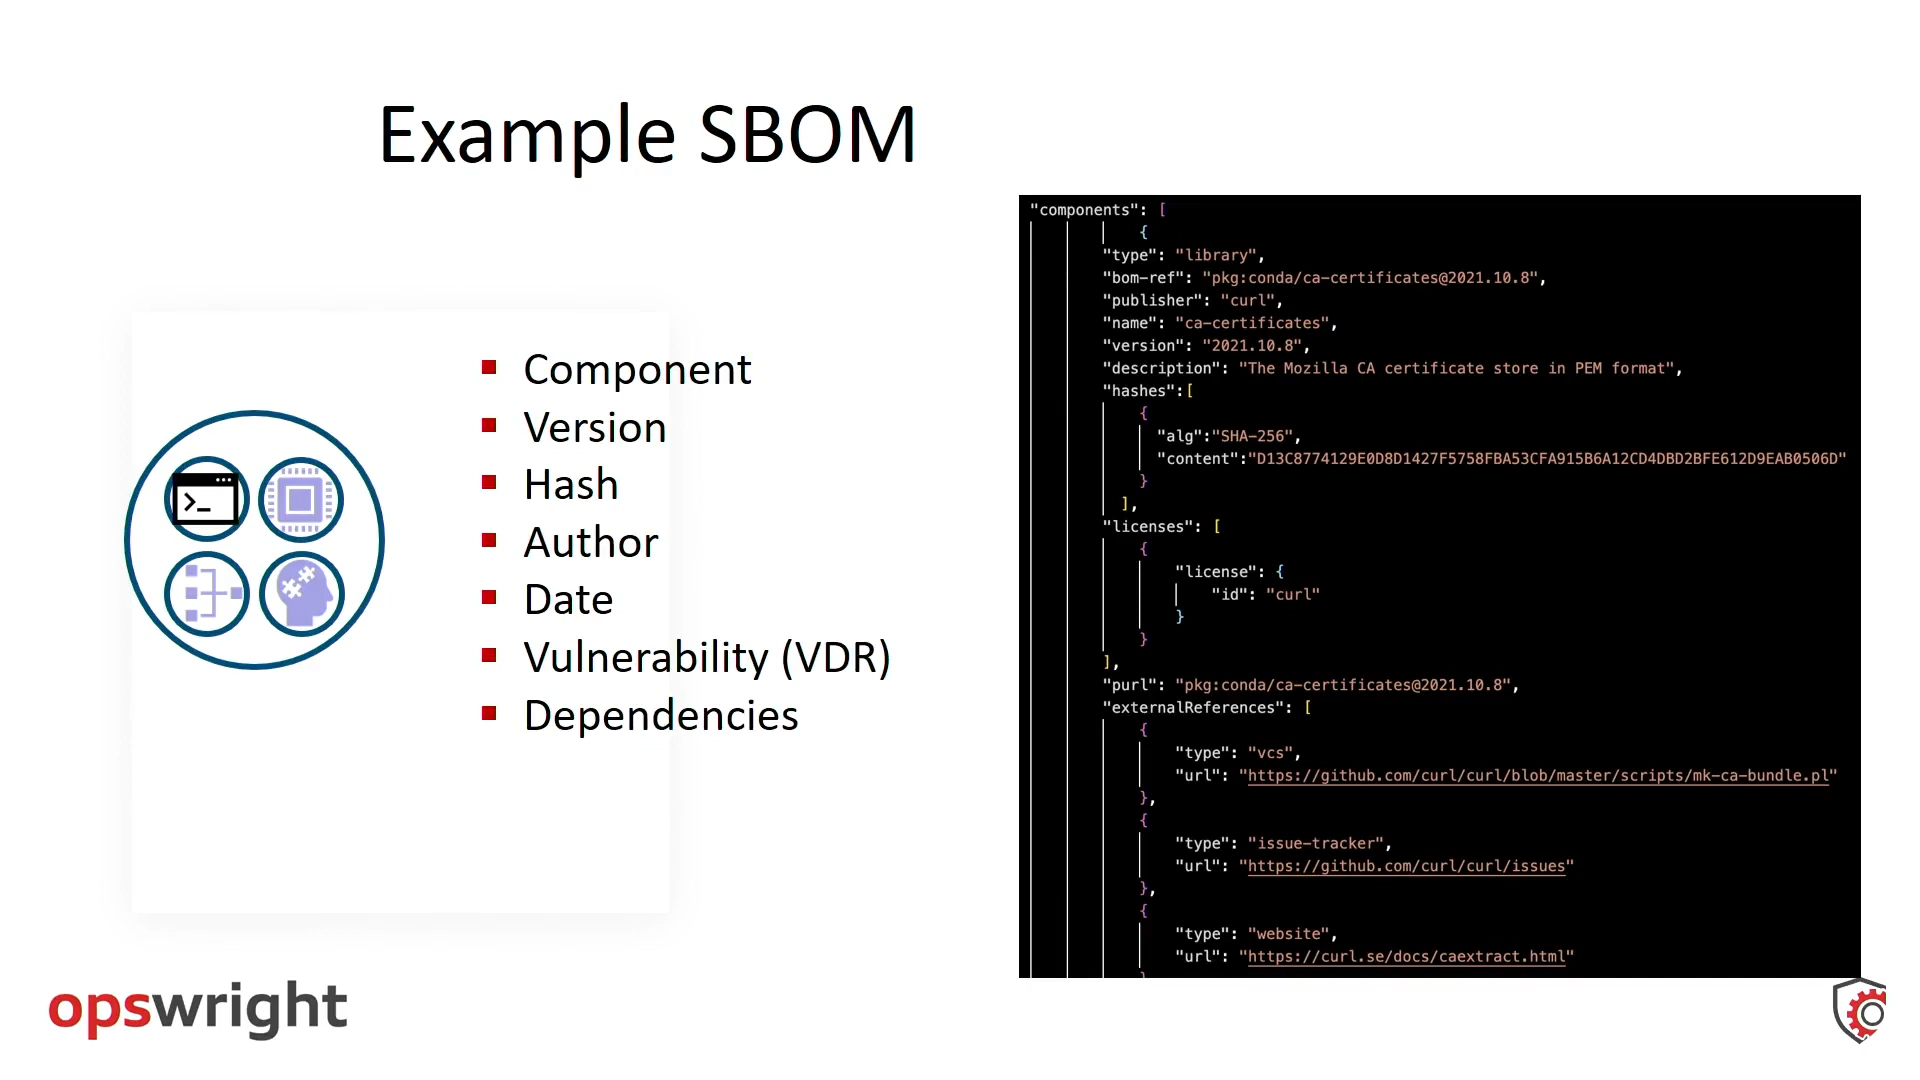 Example SBOM
Component
Version
Hash
Author
Date
Vulnerability (VDR)
Dependencies
"components": [
{
"type": "library",
"bom-ref": "pkg:conda/ca-certificates@2021.10.8",
"publisher": "curl",
"name": "ca-certificates",
"version": "2021.10.8",
"description": "The Mozilla CA certificate store in PEM format",
"hashes":[
{
"alg":"SHA-256",
"content":"D13C8774129E0D8D1427F5758FBA53CFA915B6A12CD4DBD2BFE612D9EAB0506D"
}
],
"licenses": [
{
"license": {
"id": "curl"
}
}
],
"purl": "pkg:conda/ca-certificates@2021.10.8",
"externalReferences": [
{
"type": "vcs",
"url": "https://github.com/curl/curl/blob/master/scripts/mk-ca-bundle.pl"
},
{
"type": "issue-tracker",
"url": "https://github.com/curl/curl/issues"
},
{
"type": "website",
"url": "https://curl.se/docs/caextract.html"
}
opswright